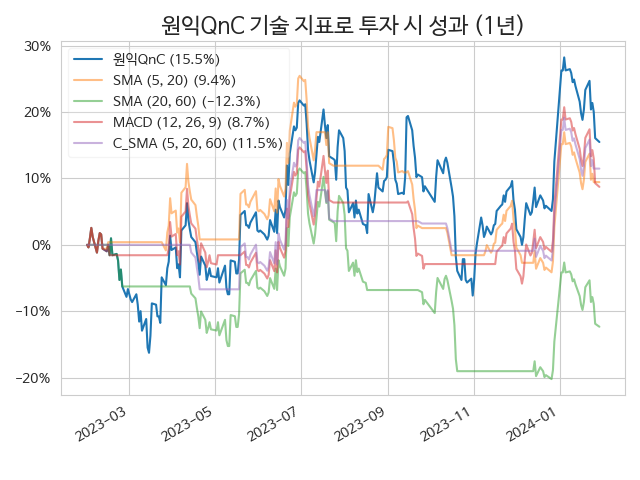 원익QnC 기술 지표로 투자 시 성과 (1년)
30%
20%
10%
0%
−10%
−20%
원익QnC (15.5%)
SMA (5, 20) (9.4%)
SMA (20, 60) (−12.3%)
MACD (12, 26, 9) (8.7%)
C_SMA (5, 20, 60) (11.5%)
2023-03
2023-05
2023-07
2023-09
2023-11
2024-01